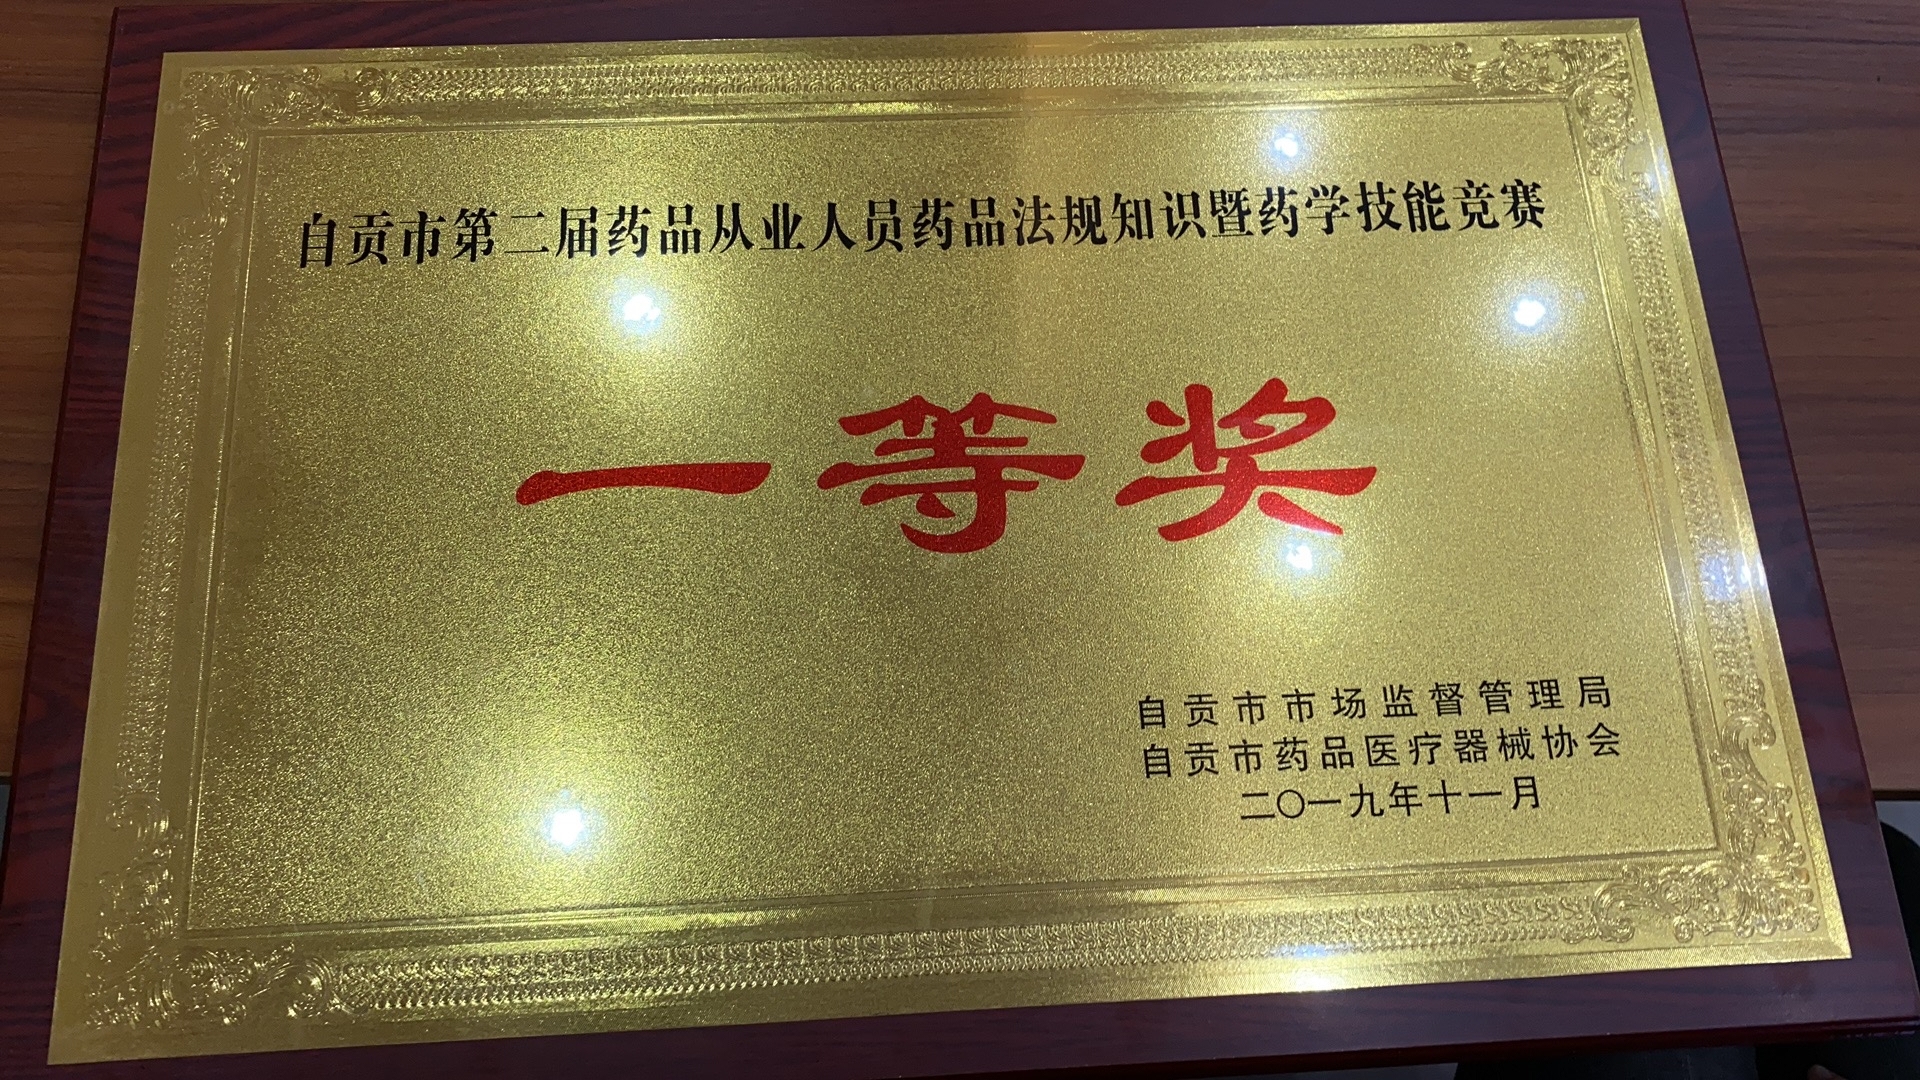 自贡市第二届药品从业人员药品法规知识暨药学技能竞赛
一等奖
自贡市市场监督管理局
自贡市药品医疗器械协会
二〇一九年十一月